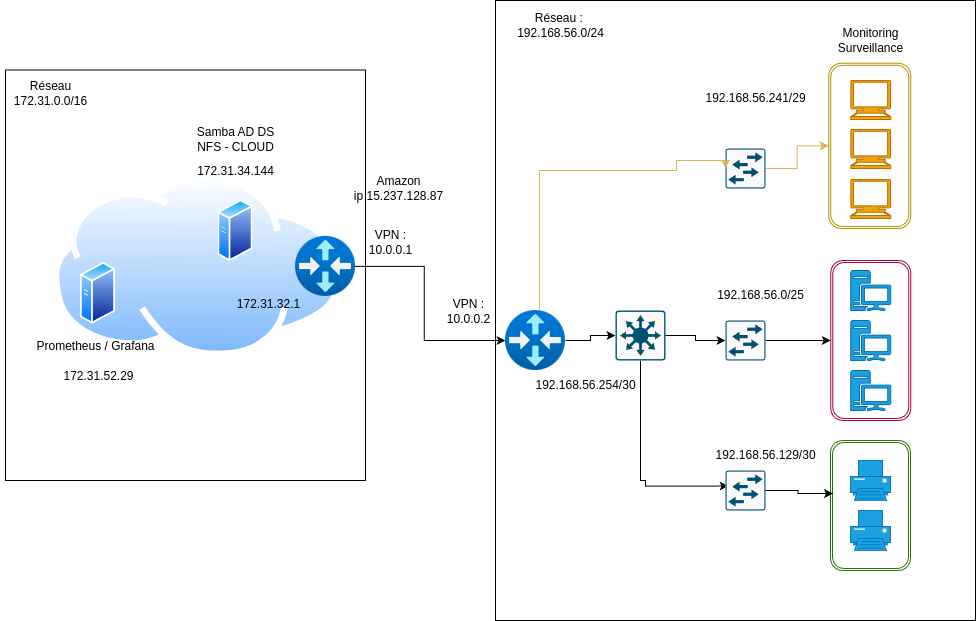 Réseau
172.31.0.0/16
Samba AD DS
NFS - CLOUD
172.31.34.144
Amazon
ip 15.237.128.87
VPN :
10.0.0.1
172.31.32.1
Prometheus / Grafana
172.31.52.29
VPN :
10.0.0.2
Réseau :
192.168.56.0/24
Monitoring
Surveillance
192.168.56.241/29
192.168.56.0/25
192.168.56.254/30
192.168.56.129/30